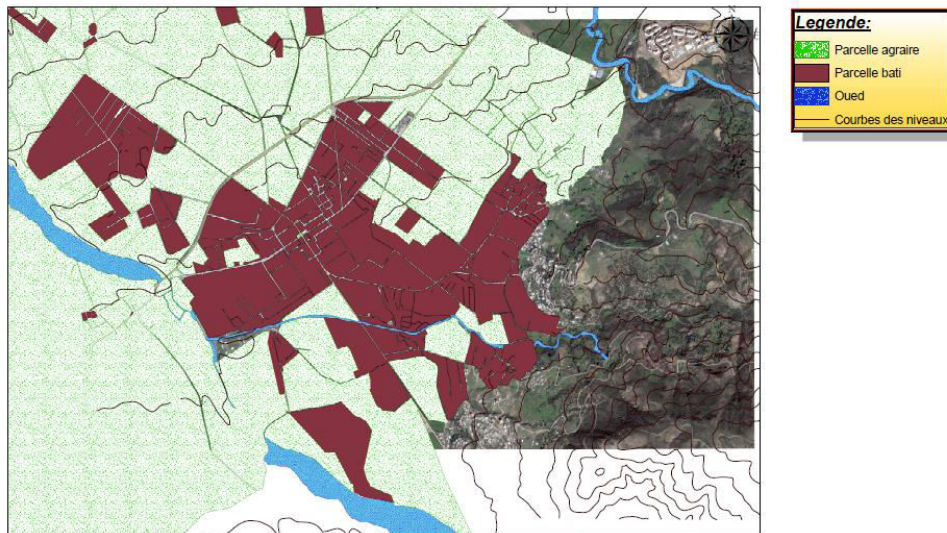 Legende:
Parcelle agraire
Parcelle bati
Oued
Courbes des niveaux